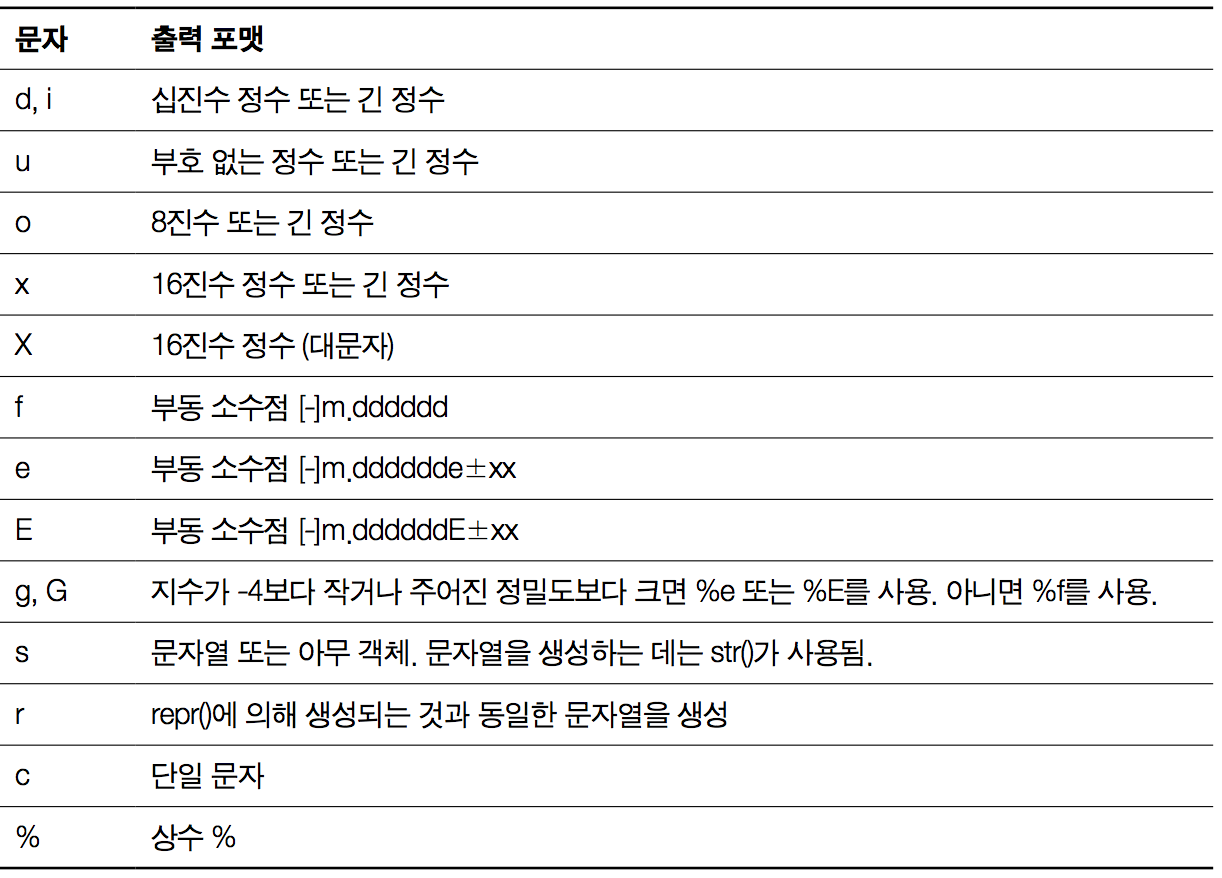 문자 출력 포맷
d, i 십진수 정수 또는 긴 정수
u 부호 없는 정수 또는 긴 정수
o 8진수 또는 긴 정수
x 16진수 정수 또는 긴 정수
X 16진수 정수 (대문자)
f 부동 소수점 [-]m.dddddd
e 부동 소수점 [-]m.dddddde±xx
E 부동 소수점 [-]m.ddddddE±xx
g, G 지수가 -4보다 작거나 주어진 정밀도보다 크면 %e 또는 %E를 사용. 아니면 %f를 사용.
s 문자열 또는 아무 객체. 문자열을 생성하는 데는 str()가 사용됨.
r repr()에 의해 생성되는 것과 동일한 문자열을 생성
c 단일 문자
% 상수 %